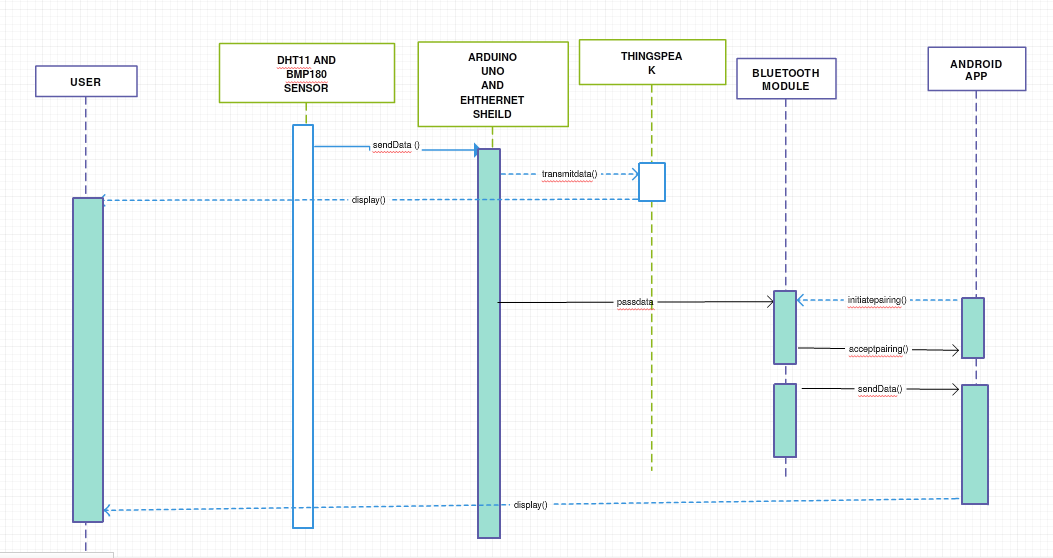 USER
DHT11 AND
BMP180
SENSOR
ARDUINO
UNO
AND
EHTHERNET
SHEILD
THINGSPEA
K
BLUETOOTH
MODULE
ANDROID
APP
sendData ()
transmitdata()
display()
passdata
initiatepairing()
acceptpairing()
sendData()
display()